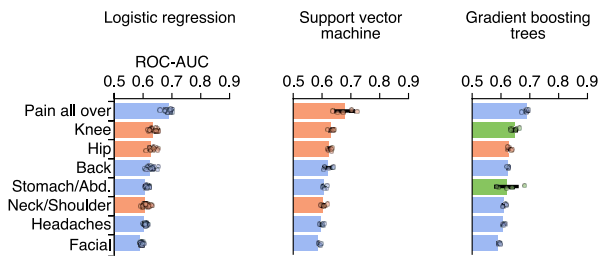 Logistic regression
Support vector
machine
Gradient boosting
trees
ROC-AUC
0.5 0.6 0.7 0.8 0.9
0.5 0.6 0.7 0.8 0.9
0.5 0.6 0.7 0.8 0.9
Pain all over
Knee
Hip
Back
Stomach/Abd.
Neck/Shoulder
Headaches
Facial